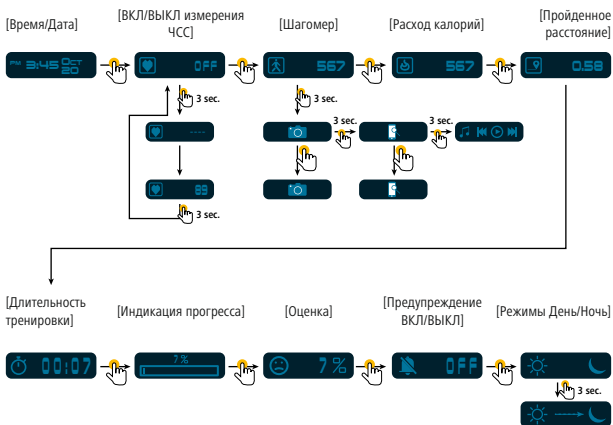 [Время/Дата]
[ВКЛ/ВЫКЛ измерения
ЧСС]
[Шагомер]
[Расход калорий]
[Пройденное
расстояние]
PM 3:45 OCT 20
OFF
567
567
0.58
3 sec.
3 sec.
3 sec.
3 sec.
----
89
3 sec.
[Длительность
тренировки]
[Индикация прогресса]
[Оценка]
[Предупреждение
ВКЛ/ВЫКЛ]
[Режимы День/Ночь]
00:07
7%
7%
OFF
3 sec.